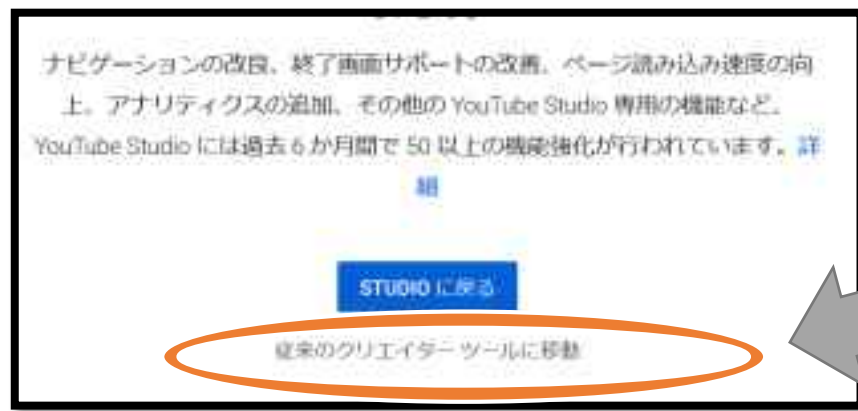 ナビゲーションの改良、終了画面サポートの改善、ページ読み込み速度の向
上、アナリティクスの追加、その他の YouTube Studio 専用の機能など、
YouTube Studio には過去 6 か月間で 50 以上の機能強化が行われています。詳
細
STUDIO に戻る
従来のクリエイター ツールに移動